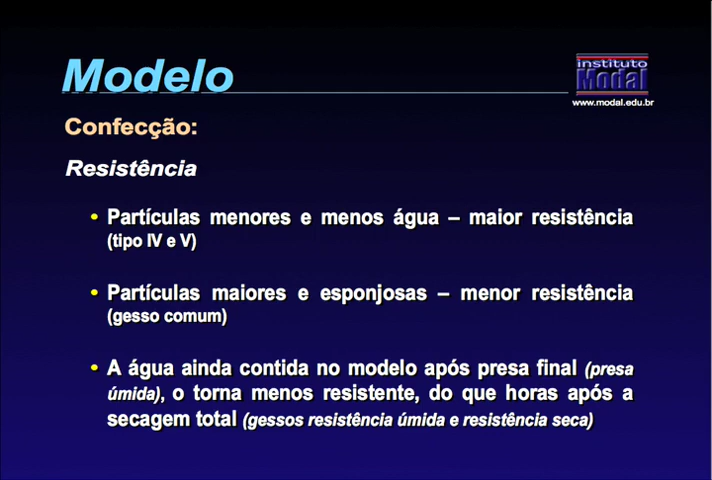 Modelo
instituto
Modal
www.modal.edu.br
Confecção:
Resistência
• Partículas menores e menos água – maior resistência
(tipo IV e V)
• Partículas maiores e esponjosas – menor resistência
(gesso comum)
• A água ainda contida no modelo após presa final (presa
úmida), o torna menos resistente, do que horas após a
secagem total (gessos resistência úmida e resistência seca)